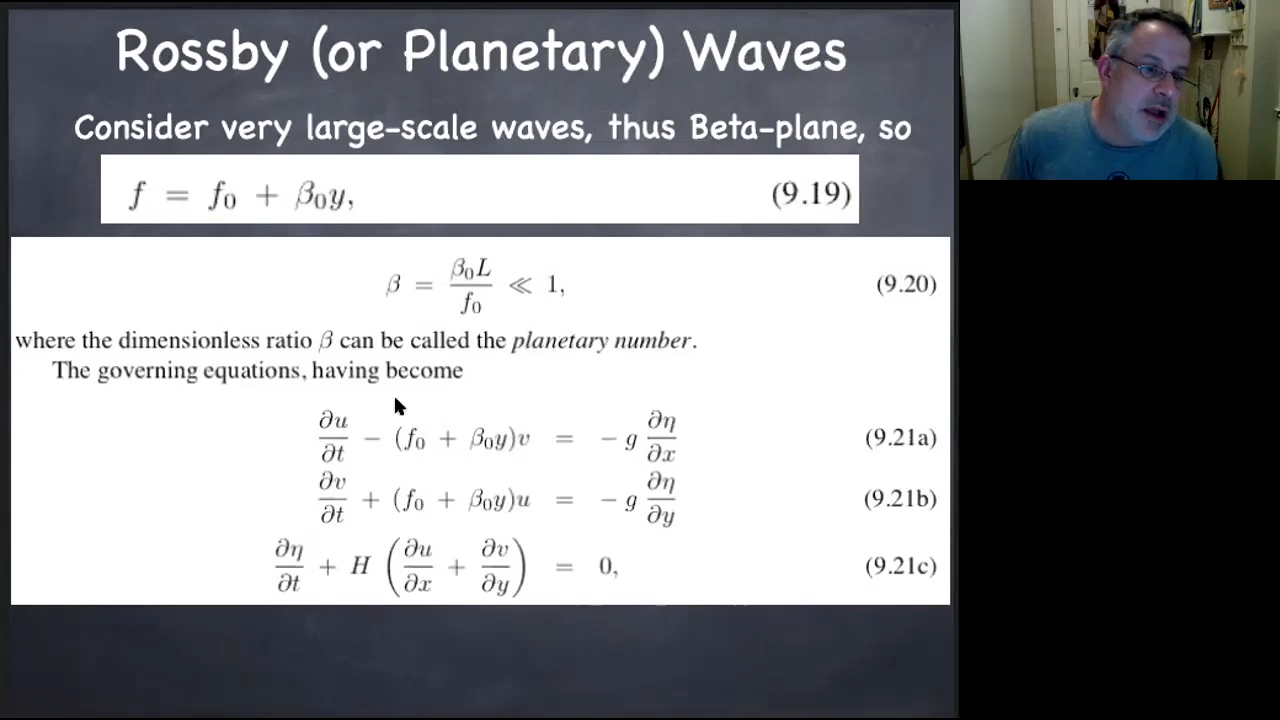 Rossby (or Planetary) Waves
Consider very large-scale waves, thus Beta-plane, so
f = f₀ + β₀y, (9.19)
β = β₀L / f₀ ≪ 1, (9.20)
where the dimensionless ratio β can be called the planetary number.
The governing equations, having become
∂u/∂t − (f₀ + β₀y)v = − g ∂η/∂x (9.21a)
∂v/∂t + (f₀ + β₀y)u = − g ∂η/∂y (9.21b)
∂η/∂t + H (∂u/∂x + ∂v/∂y) = 0, (9.21c)